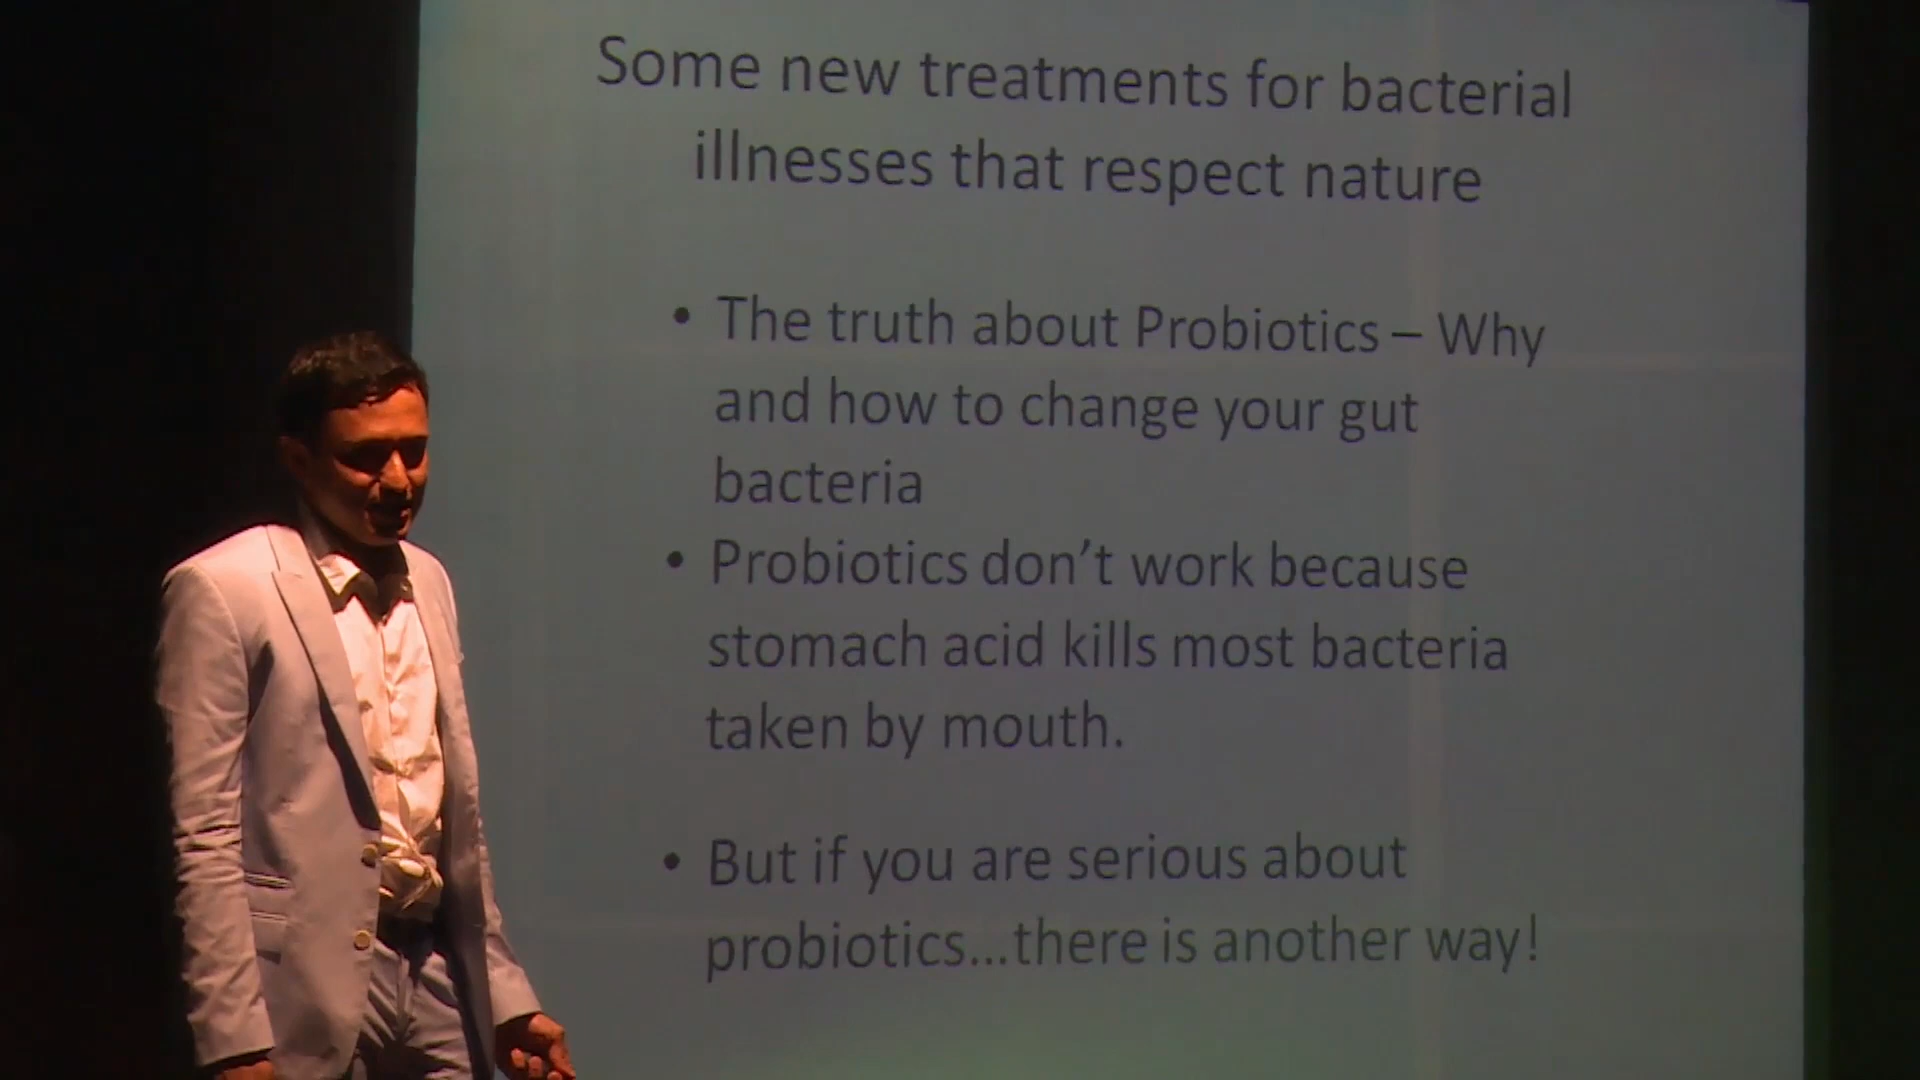 Some new treatments for bacterial
illnesses that respect nature
• The truth about Probiotics – Why
and how to change your gut
bacteria
• Probiotics don't work because
stomach acid kills most bacteria
taken by mouth.
• But if you are serious about
probiotics...there is another way!